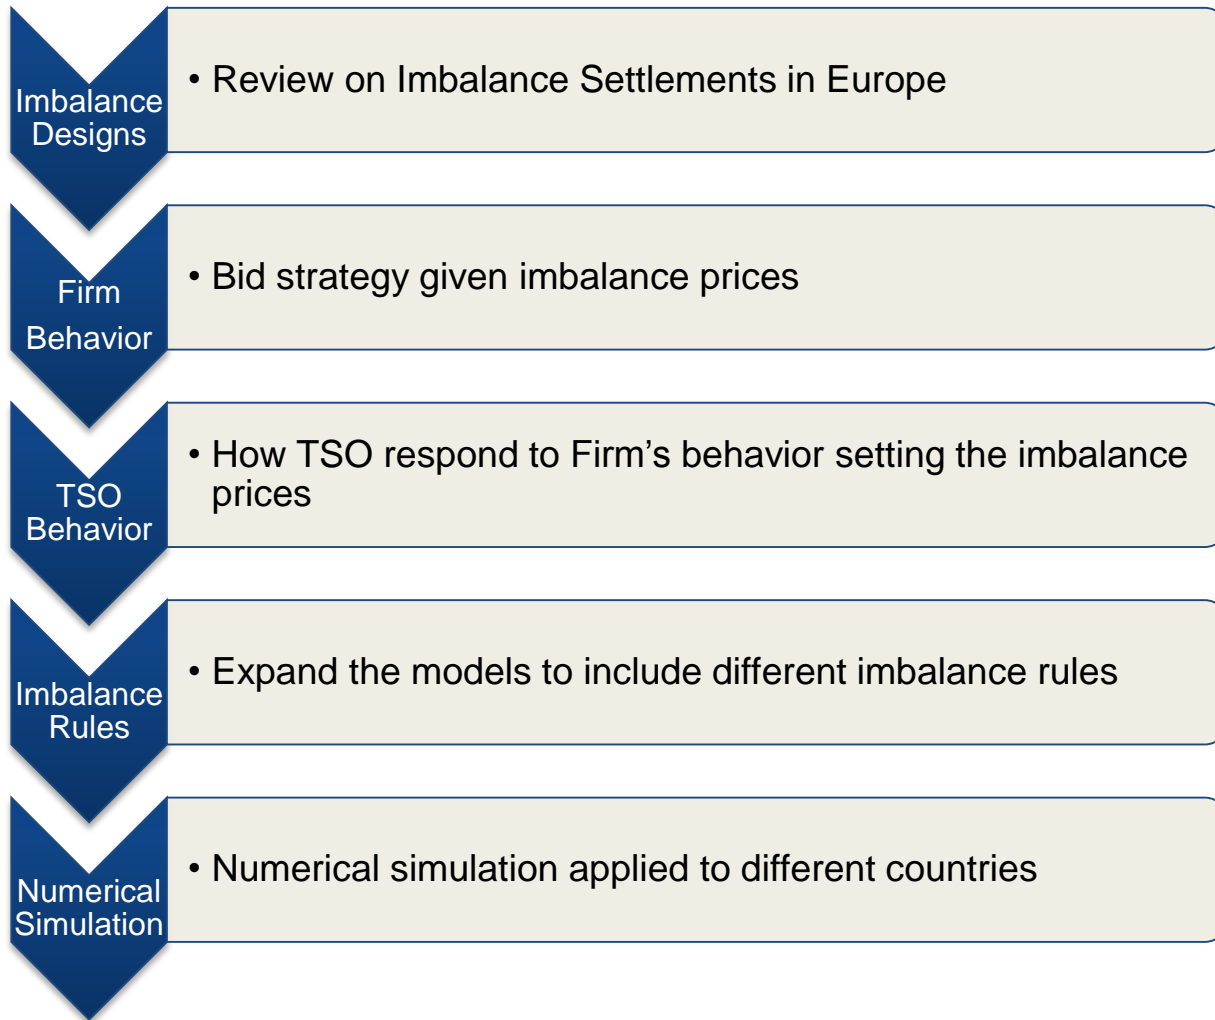 Imbalance
Designs
• Review on Imbalance Settlements in Europe
Firm
Behavior
• Bid strategy given imbalance prices
TSO
Behavior
• How TSO respond to Firm’s behavior setting the imbalance
prices
Imbalance
Rules
• Expand the models to include different imbalance rules
Numerical
Simulation
• Numerical simulation applied to different countries